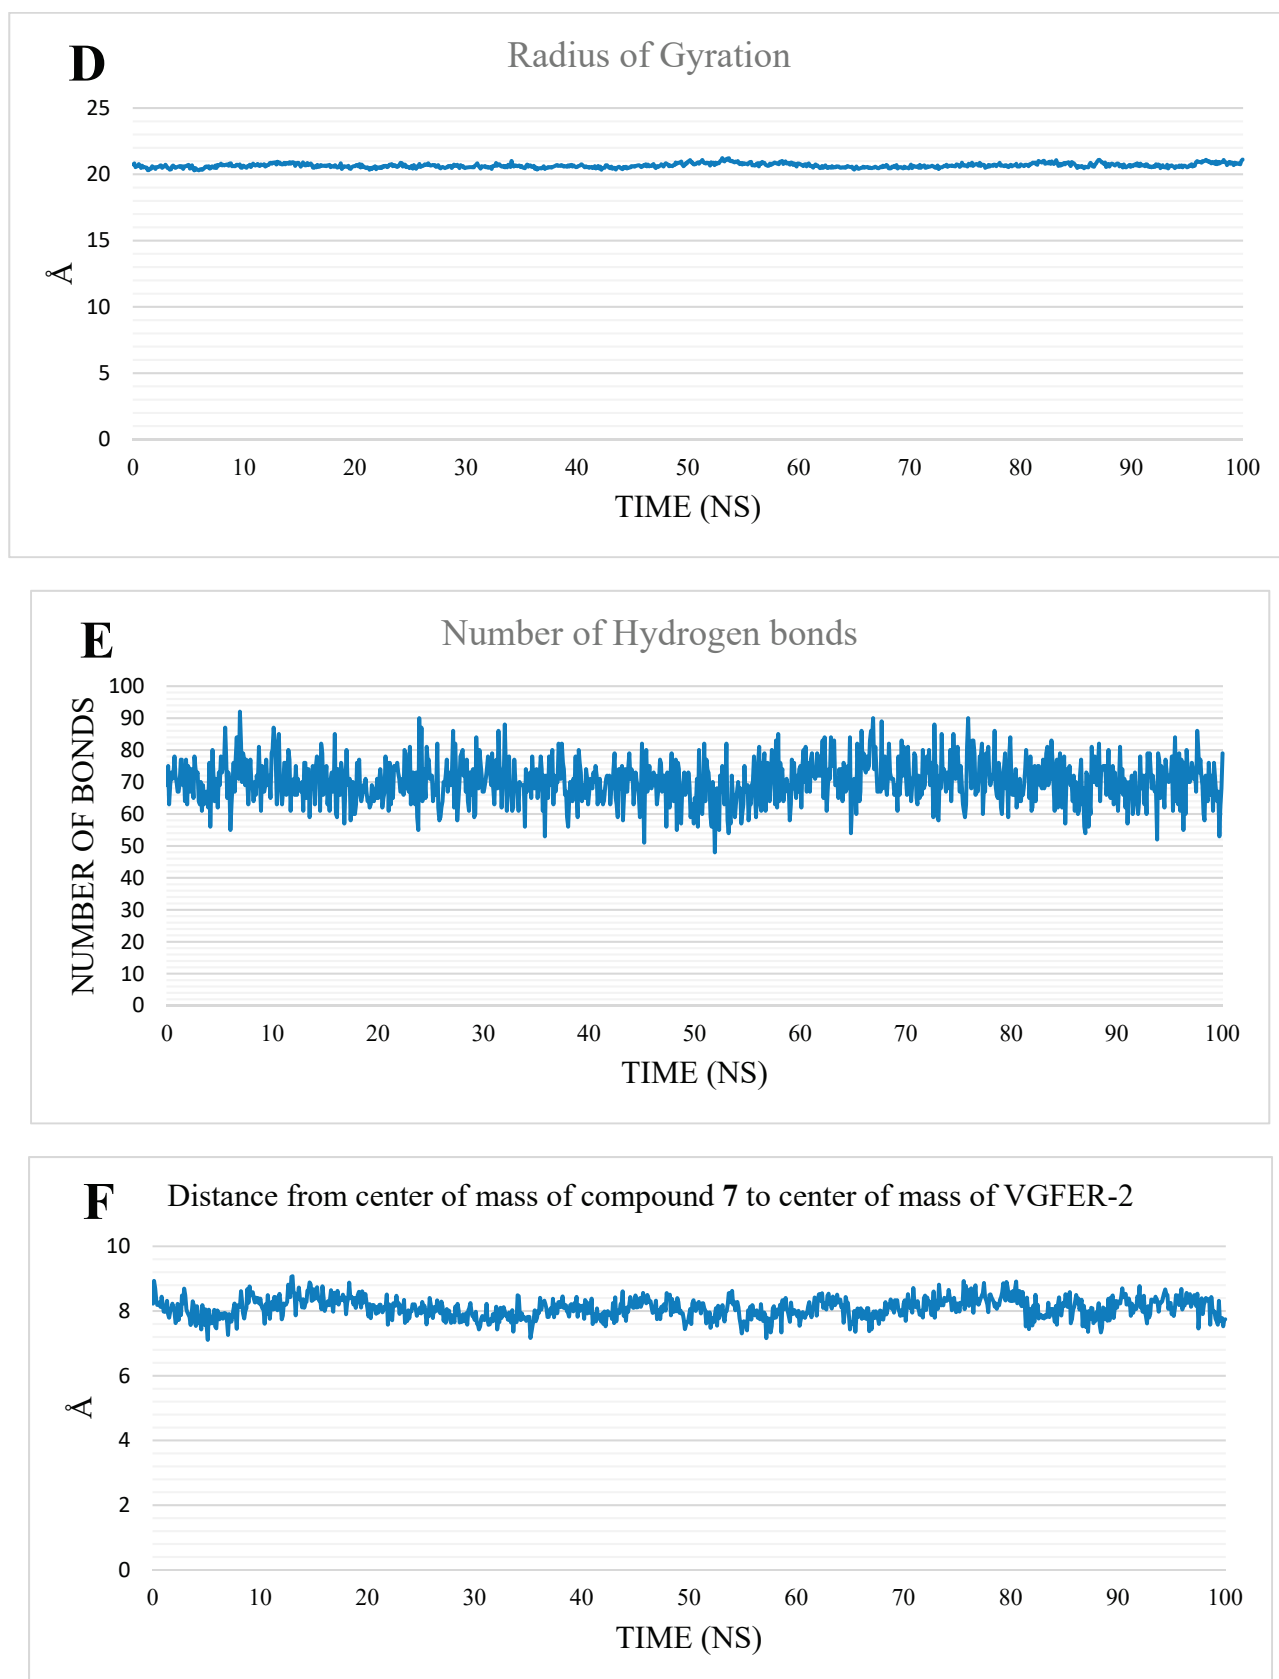 D
Radius of Gyration
25
20
15
10
5
0
Å
0 10 20 30 40 50 60 70 80 90 100
TIME (NS)
E
Number of Hydrogen bonds
100
90
80
70
60
50
40
30
20
10
0
NUMBER OF BONDS
0 10 20 30 40 50 60 70 80 90 100
TIME (NS)
F
Distance from center of mass of compound 7 to center of mass of VGFER-2
10
8
6
4
2
0
Å
0 10 20 30 40 50 60 70 80 90 100
TIME (NS)